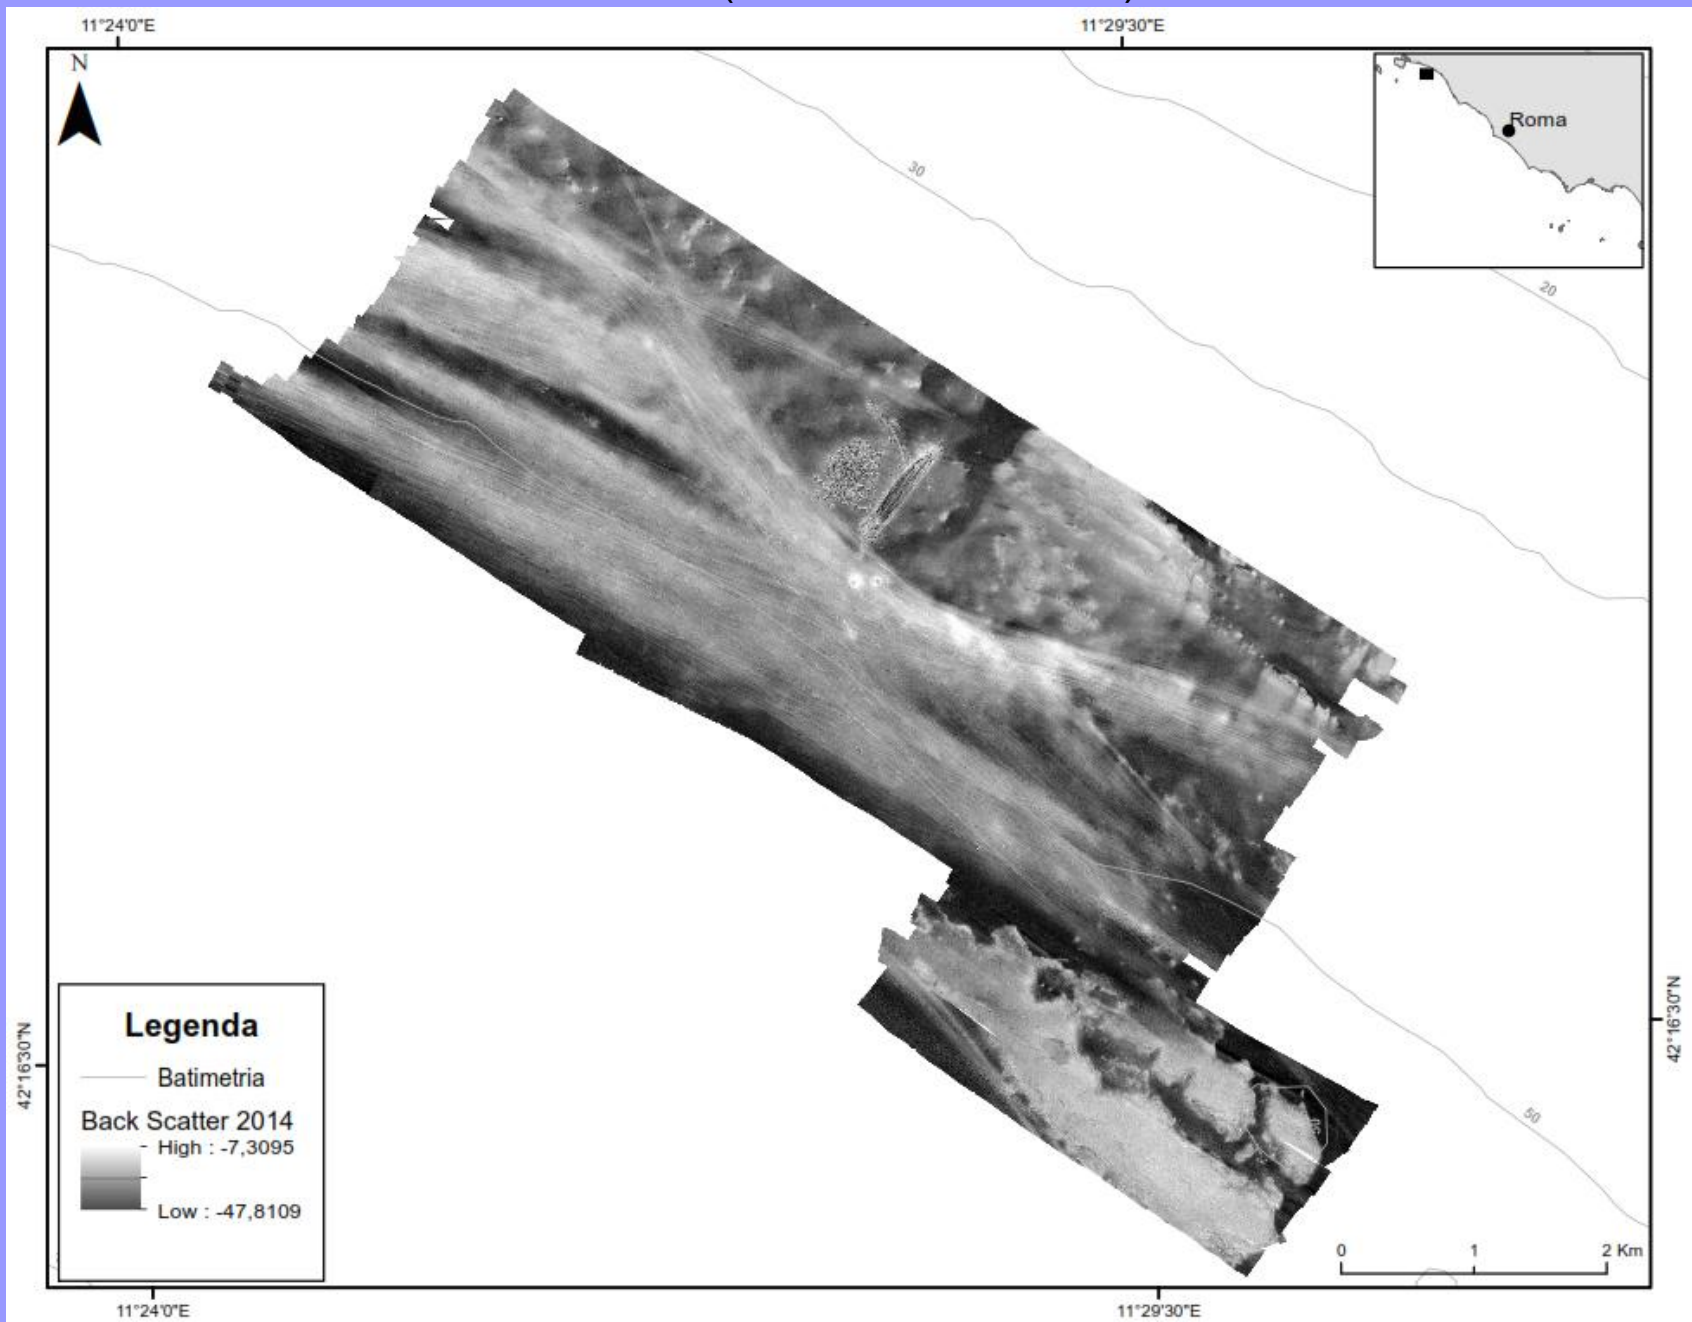 11°24'0"E
11°29'30"E
N
Roma
30
20
42°16'30"N
42°16'30"N
Legenda
Batimetria
Back Scatter 2014
High : -7,3095
Low : -47,8109
50
50
0 1 2 Km
11°24'0"E
11°29'30"E